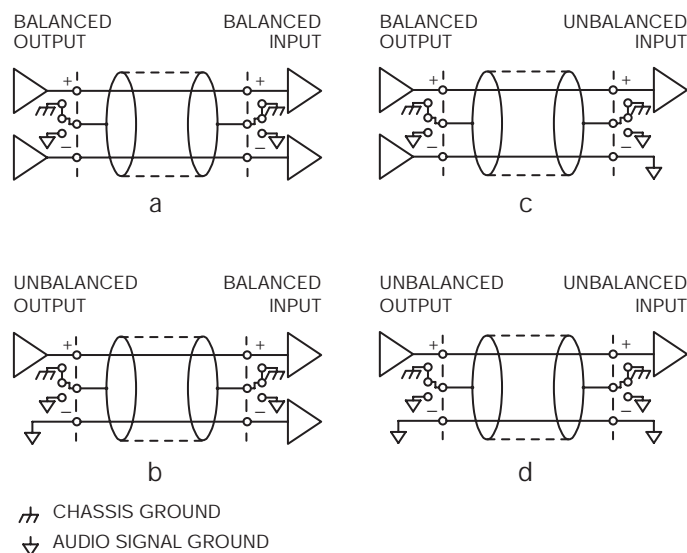 BALANCED OUTPUT
BALANCED INPUT
+ +
− −
a
BALANCED OUTPUT
UNBALANCED INPUT
+ +
− −
c
UNBALANCED OUTPUT
BALANCED INPUT
+ +
− −
b
UNBALANCED OUTPUT
UNBALANCED INPUT
+ +
− −
d
CHASSIS GROUND
AUDIO SIGNAL GROUND